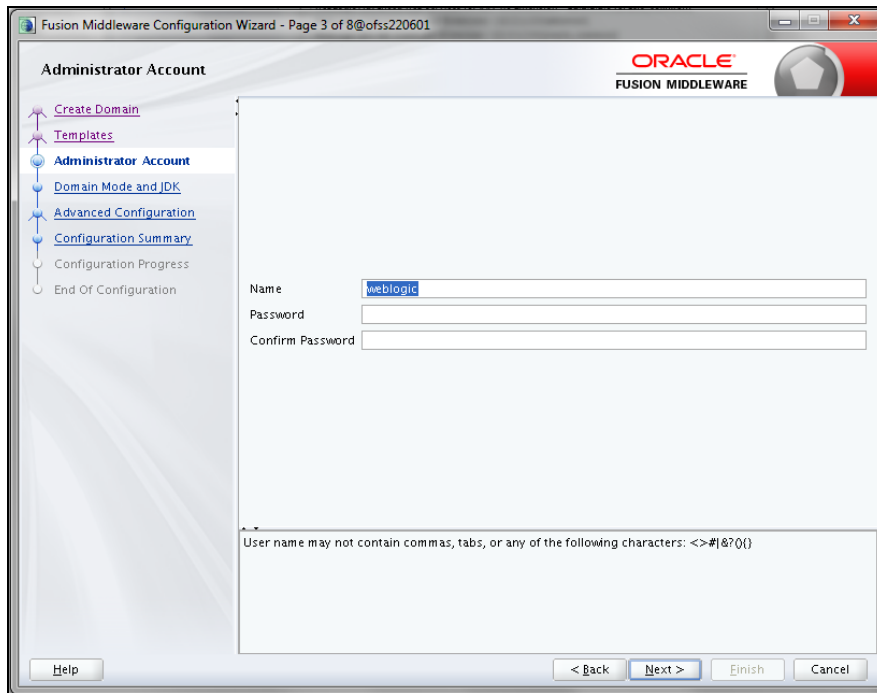 Fusion Middleware Configuration Wizard - Page 3 of 8@ofss220601
Administrator Account
ORACLE
FUSION MIDDLEWARE
Create Domain
Templates
Administrator Account
Domain Mode and JDK
Advanced Configuration
Configuration Summary
Configuration Progress
End Of Configuration
Name weblogic
Password
Confirm Password
User name may not contain commas, tabs, or any of the following characters: <>#|&?(){}
Help < Back Next > Finish Cancel